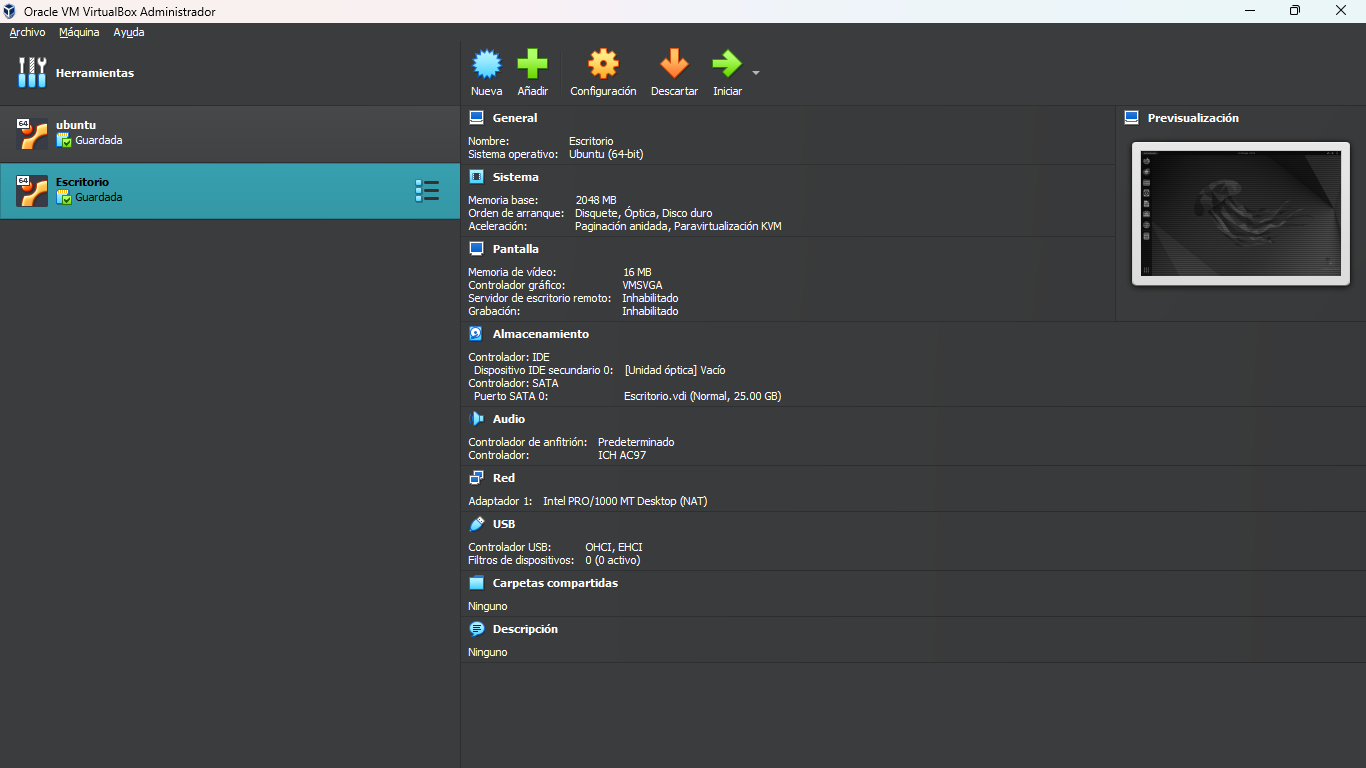 Oracle VM VirtualBox Administrador
Archivo Máquina Ayuda
Herramientas
64
ubuntu
Guardada
64
Escritorio
Guardada
Nueva Añadir Configuración Descartar Iniciar
General
Nombre: Escritorio
Sistema operativo: Ubuntu (64-bit)
Sistema
Memoria base: 2048 MB
Orden de arranque: Disquete, Óptica, Disco duro
Aceleración: Paginación anidada, Paravirtualización KVM
Pantalla
Memoria de vídeo: 16 MB
Controlador gráfico: VMSVGA
Servidor de escritorio remoto: Inhabilitado
Grabación: Inhabilitado
Previsualización
Almacenamiento
Controlador: IDE
Dispositivo IDE secundario 0: [Unidad óptica] Vacío
Controlador: SATA
Puerto SATA 0: Escritorio.vdi (Normal, 25.00 GB)
Audio
Controlador de anfitrión: Predeterminado
Controlador: ICH AC97
Red
Adaptador 1: Intel PRO/1000 MT Desktop (NAT)
USB
Controlador USB: OHCI, EHCI
Filtros de dispositivos: 0 (0 activo)
Carpetas compartidas
Ninguno
Descripción
Ninguno